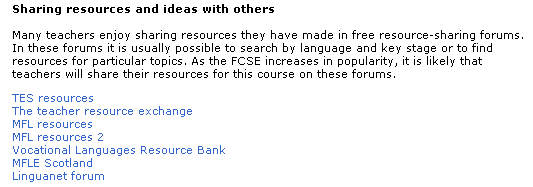 Sharing resources and ideas with others
Many teachers enjoy sharing resources they have made in free resource-sharing forums.
In these forums it is usually possible to search by language and key stage or to find
resources for particular topics. As the FCSE increases in popularity, it is likely that
teachers will share their resources for this course on these forums.
TES resources
The teacher resource exchange
MFL resources
MFL resources 2
Vocational Languages Resource Bank
MFLE Scotland
Linguanet forum